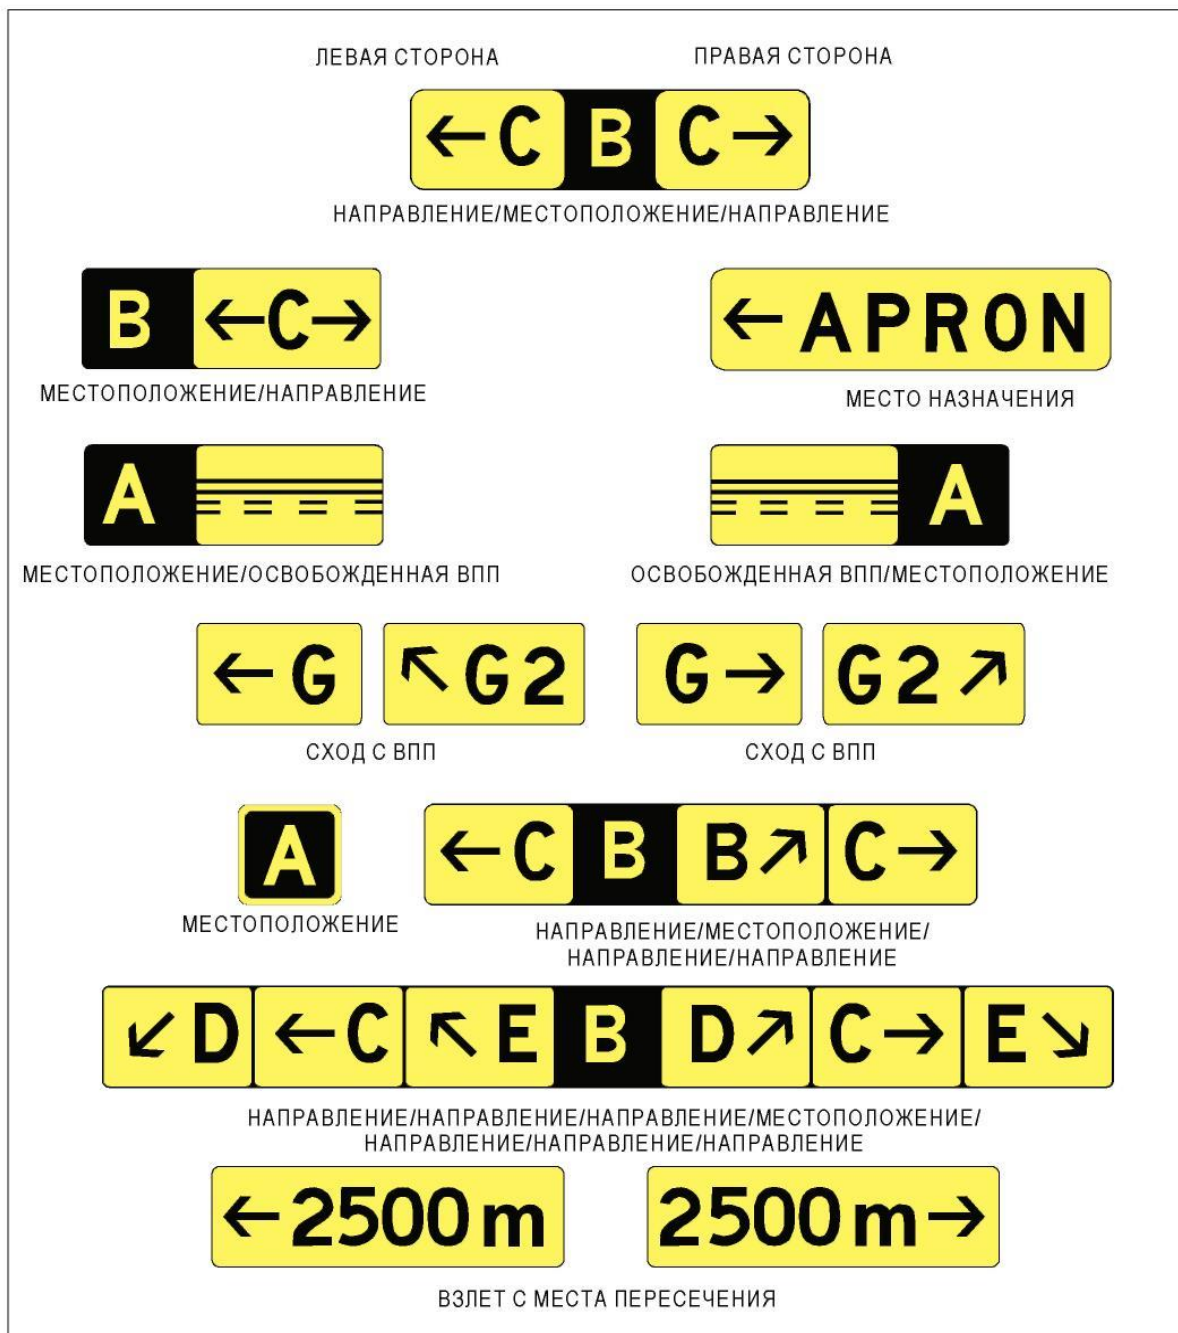 ЛЕВАЯ СТОРОНА ПРАВАЯ СТОРОНА
←C B C→
НАПРАВЛЕНИЕ/МЕСТОПОЛОЖЕНИЕ/НАПРАВЛЕНИЕ
B ←C→
МЕСТОПОЛОЖЕНИЕ/НАПРАВЛЕНИЕ
←APRON
МЕСТО НАЗНАЧЕНИЯ
A
МЕСТОПОЛОЖЕНИЕ/ОСВОБОЖДЕННАЯ ВПП
A
ОСВОБОЖДЕННАЯ ВПП/МЕСТОПОЛОЖЕНИЕ
←G ↖G2
СХОД С ВПП
G→ G2↗
СХОД С ВПП
A
МЕСТОПОЛОЖЕНИЕ
←C B B↗ C→
НАПРАВЛЕНИЕ/МЕСТОПОЛОЖЕНИЕ/
НАПРАВЛЕНИЕ/НАПРАВЛЕНИЕ
↙D ←C ↖E B D↗ C→ E↘
НАПРАВЛЕНИЕ/НАПРАВЛЕНИЕ/НАПРАВЛЕНИЕ/МЕСТОПОЛОЖЕНИЕ/
НАПРАВЛЕНИЕ/НАПРАВЛЕНИЕ/НАПРАВЛЕНИЕ
←2500m 2500m→
ВЗЛЕТ С МЕСТА ПЕРЕСЕЧЕНИЯ